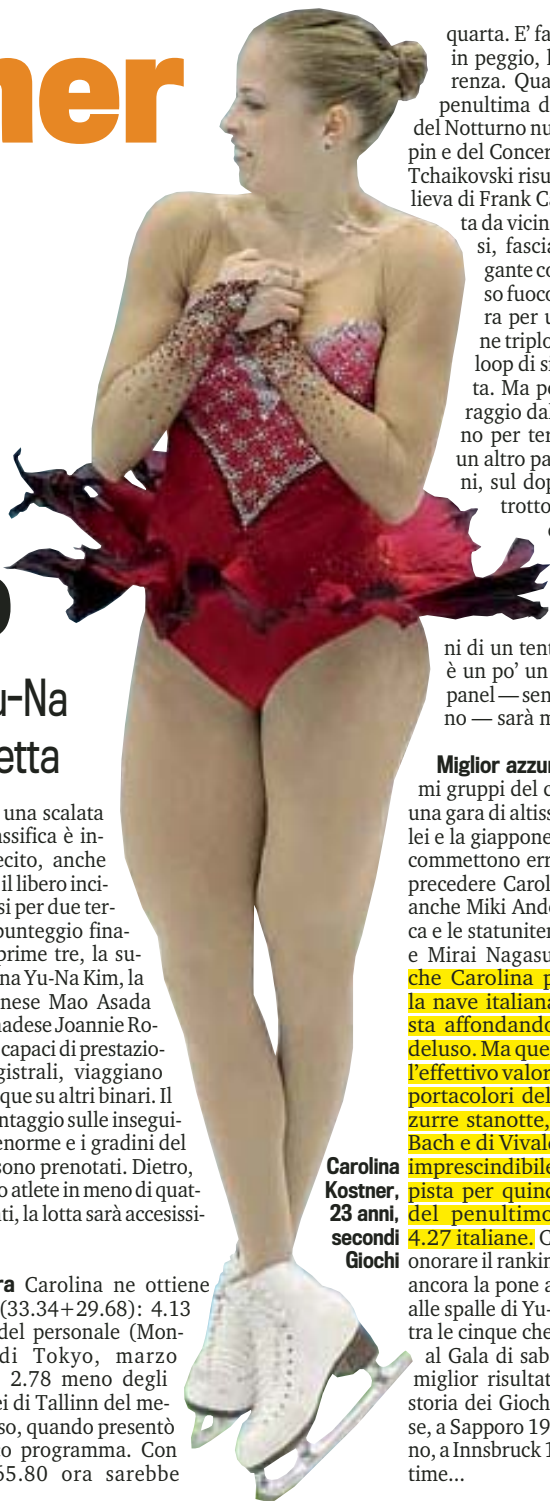 ner
o
u-Na
etta
una scalata
assifica è in-
ecito, anche
il libero inci-
si per due ter-
punteggio fina-
prime tre, la su-
na Yu-Na Kim, la
nese Mao Asada
nadese Joannie Ro-
capaci di prestazio-
gistrali, viaggiano
que su altri binari. Il
ntaggio sulle insegui-
enorme e i gradini del
sono prenotati. Dietro,
o atlete in meno di quat-
nti, la lotta sarà accesissi-
ra Carolina ne ottiene
(33.34+29.68): 4.13
del personale (Mon-
di Tokyo, marzo
2.78 meno degli
ei di Tallinn del me-
so, quando presentò
co programma. Con
65.80 ora sarebbe
Carolina
Kostner,
23 anni,
secondi
Giochi
quarta. E' fa
in peggio, l
renza. Qua
penultima d
del Notturno nu
pin e del Concer
Tchaikovski risu
lieva di Frank Ca
ta da vicin
si, fascia
gante co
so fuoco
ra per u
ne triplo
loop di si
ta. Ma po
raggio dal
no per ter
un altro pa
ni, sul dop
trotto
ni di un tent
è un po' un
panel — sen
no — sarà m
Miglior azzur
mi gruppi del c
una gara di altiss
lei e la giappone
commettono err
precedere Carol
anche Miki Ando
ca e le statuniten
e Mirai Nagasu
che Carolina p
la nave italiana
sta affondando
deluso. Ma que
l'effettivo valor
portacolori del
zurre stanotte,
Bach e di Vivald
imprescindibile
pista per quind
del penultimo
4.27 italiane. C
onorare il rankin
ancora la pone a
alle spalle di Yu-
tra le cinque che
al Gala di sab
miglior risultat
storia dei Gioch
se, a Sapporo 19
no, a Innsbruck 1
time...